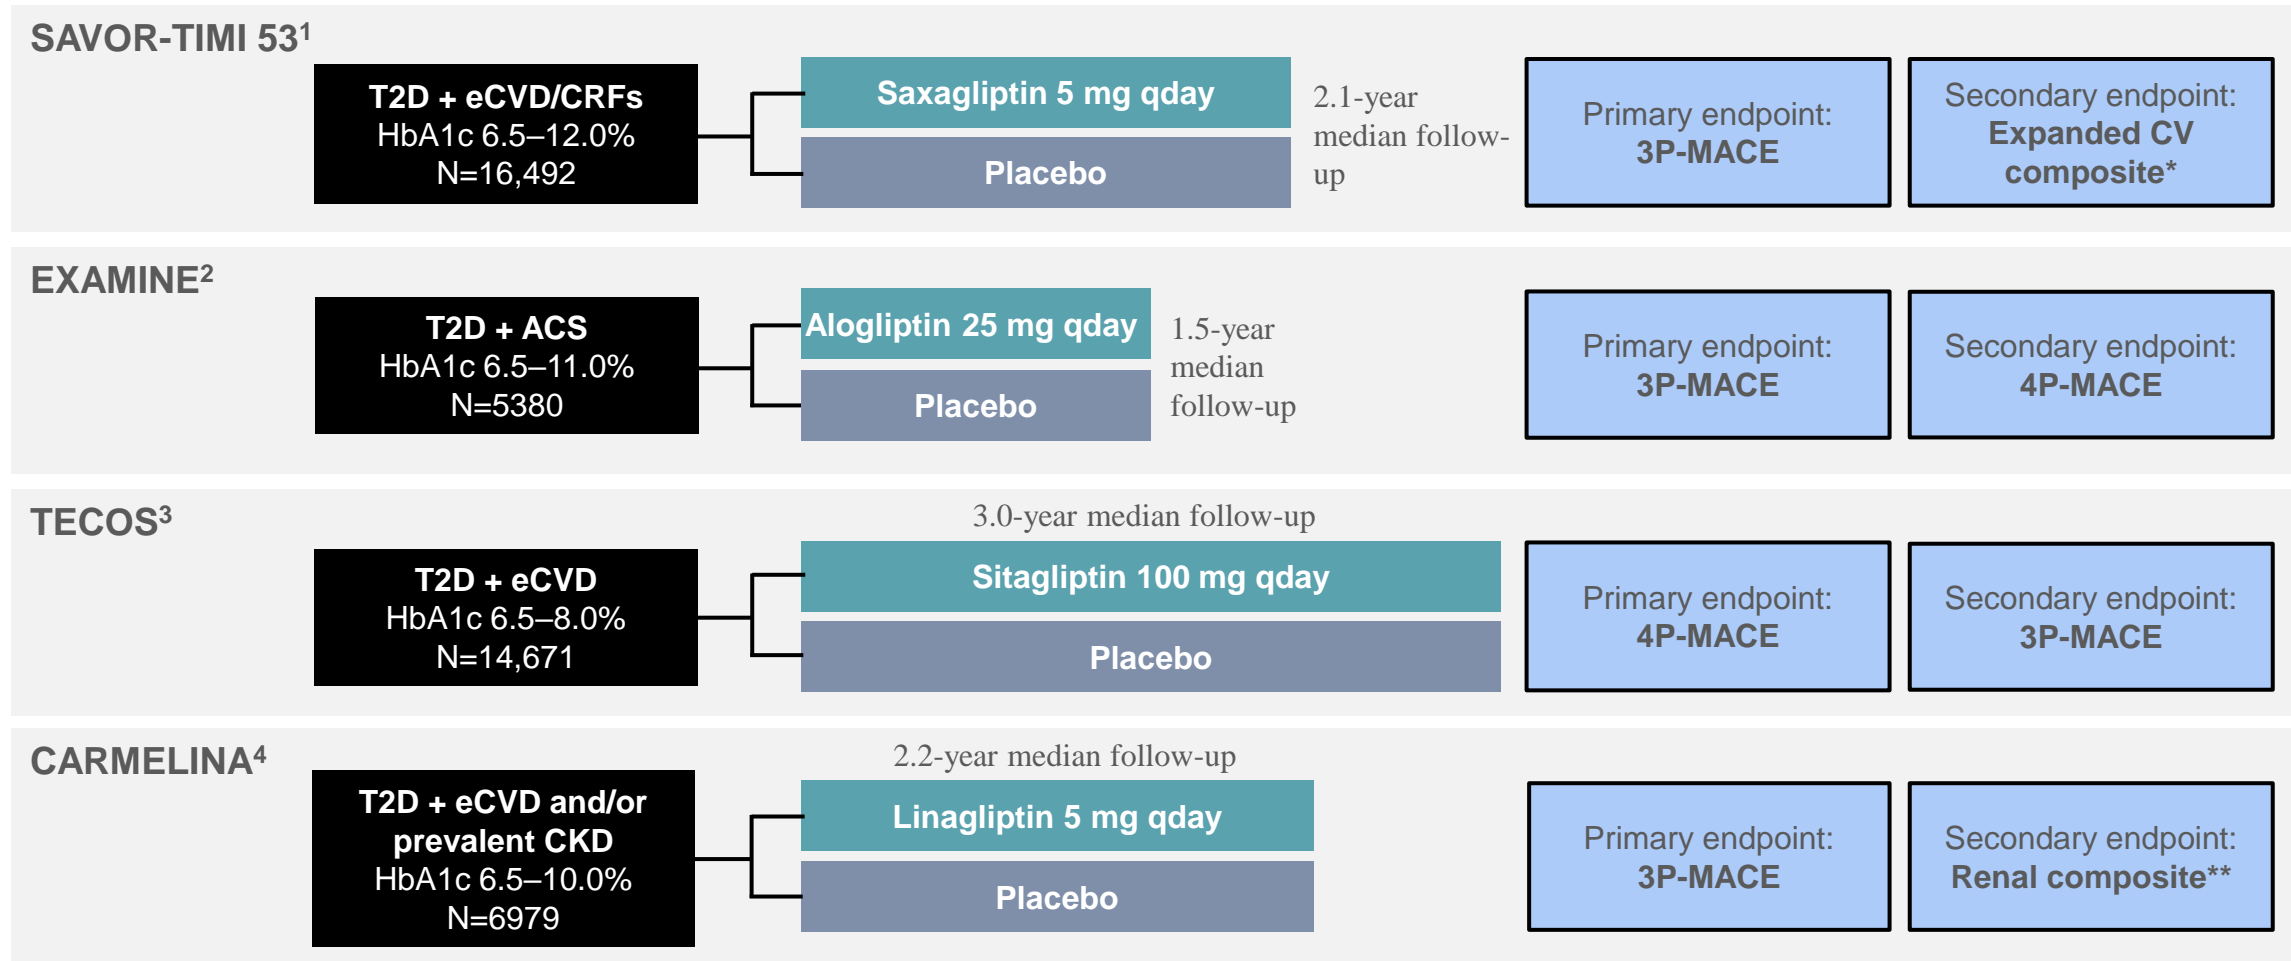 SAVOR-TIMI 53¹
T2D + eCVD/CRFs
HbA1c 6.5–12.0%
N=16,492
Saxagliptin 5 mg qday
Placebo
2.1-year
median follow-
up
Primary endpoint:
3P-MACE
Secondary endpoint:
Expanded CV
composite*
EXAMINE²
T2D + ACS
HbA1c 6.5–11.0%
N=5380
Alogliptin 25 mg qday
Placebo
1.5-year
median
follow-up
Primary endpoint:
3P-MACE
Secondary endpoint:
4P-MACE
TECOS³
T2D + eCVD
HbA1c 6.5–8.0%
N=14,671
3.0-year median follow-up
Sitagliptin 100 mg qday
Placebo
Primary endpoint:
4P-MACE
Secondary endpoint:
3P-MACE
CARMELINA⁴
T2D + eCVD and/or
prevalent CKD
HbA1c 6.5–10.0%
N=6979
2.2-year median follow-up
Linagliptin 5 mg qday
Placebo
Primary endpoint:
3P-MACE
Secondary endpoint:
Renal composite**